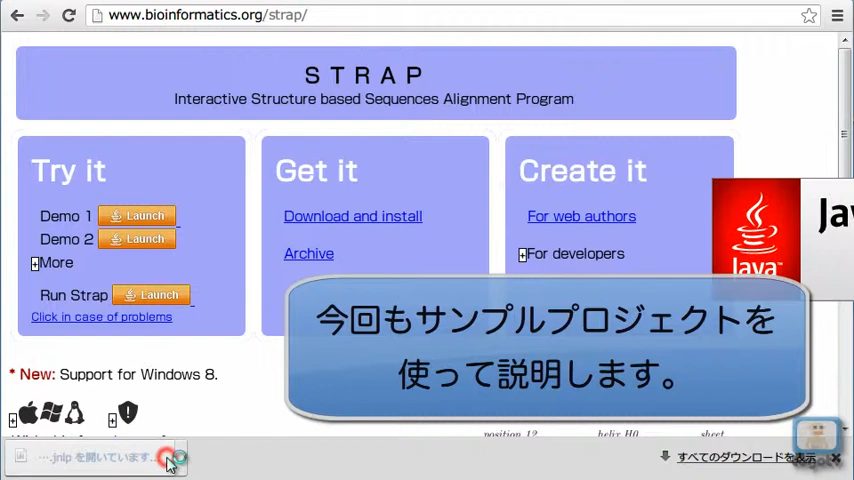 www.bioinformatics.org/strap/
S T R A P
Interactive Structure based Sequences Alignment Program
Try it
Demo 1 Launch
Demo 2 Launch
+More
Run Strap Launch
Click in case of problems
Get it
Download and install
Archive
Create it
For web authors
+For developers
Java
今回もサンプルプロジェクトを
使って説明します。
* New: Support for Windows 8.
position 12 helix H0 sheet
….jnlp を開いています...
すべてのダウンロードを表示